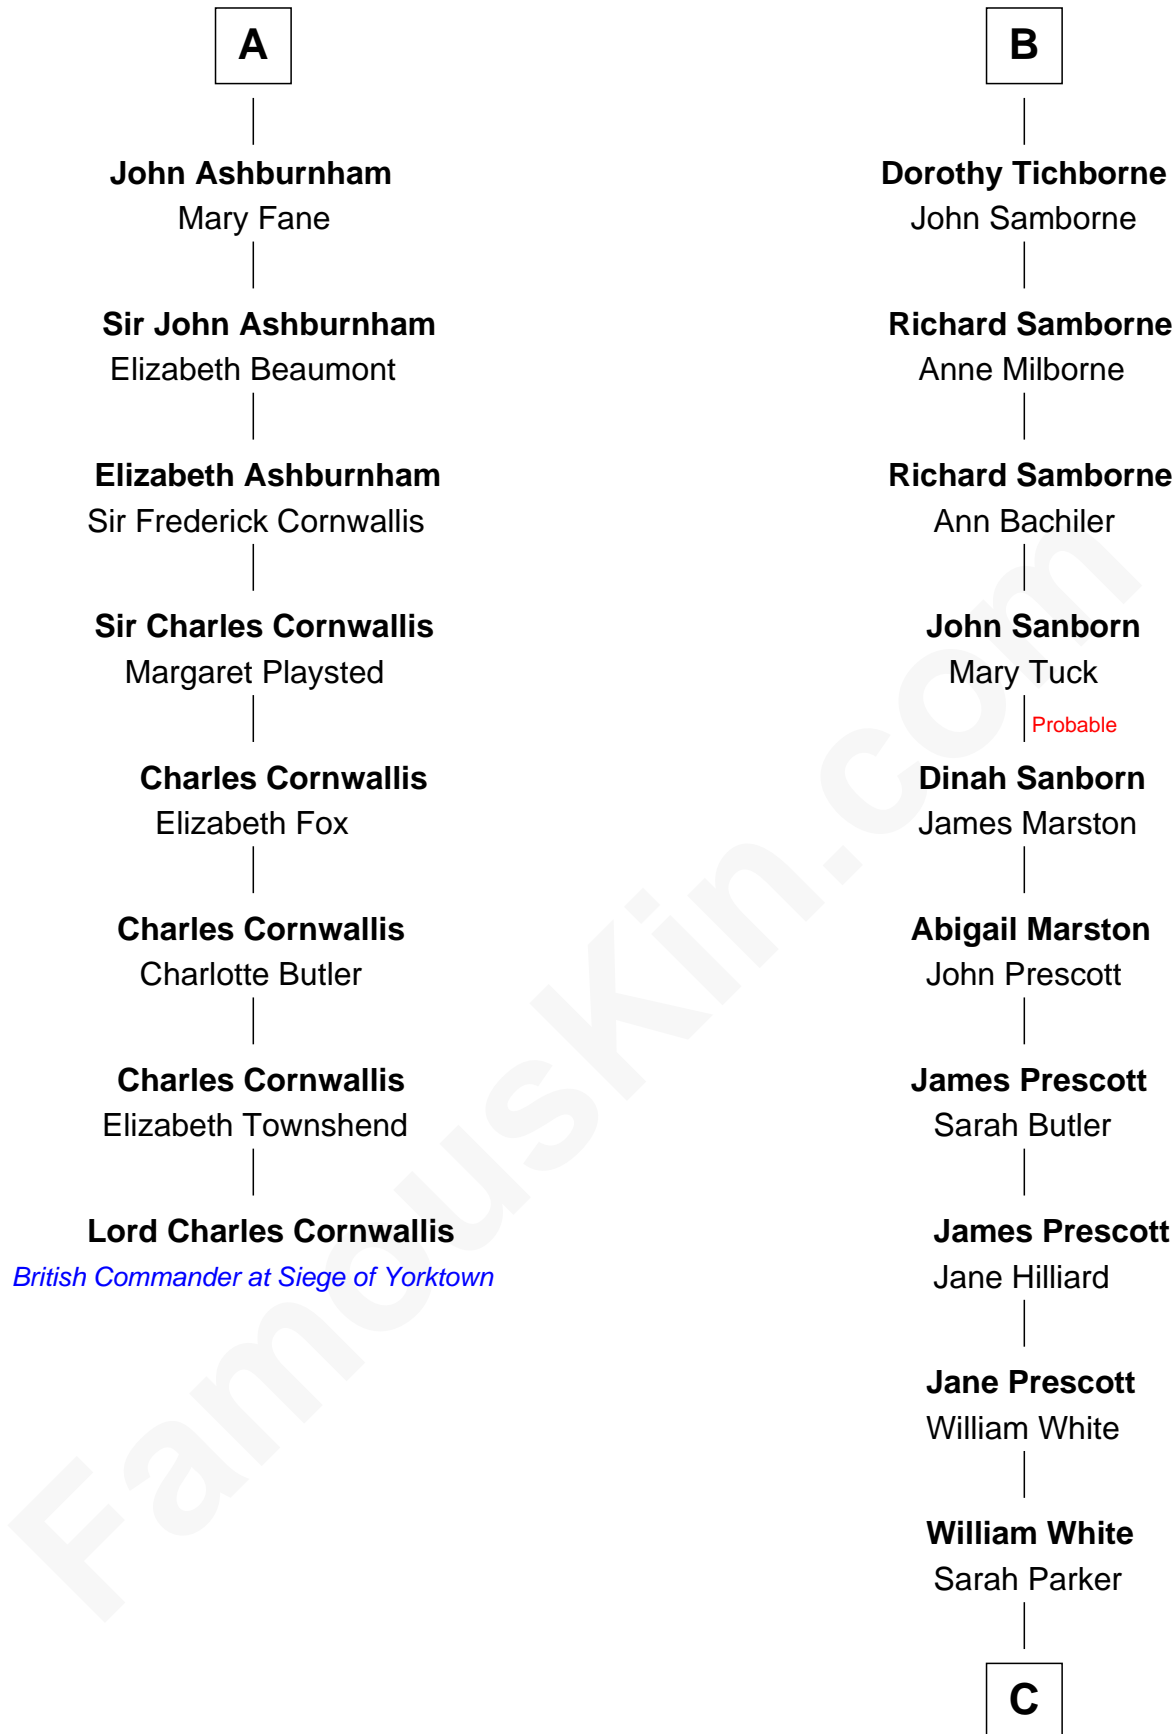 A
John Ashburnham
Mary Fane
Sir John Ashburnham
Elizabeth Beaumont
Elizabeth Ashburnham
Sir Frederick Cornwallis
Sir Charles Cornwallis
Margaret Playsted
Charles Cornwallis
Elizabeth Fox
Charles Cornwallis
Charlotte Butler
Charles Cornwallis
Elizabeth Townshend
Lord Charles Cornwallis
British Commander at Siege of Yorktown
B
Dorothy Tichborne
John Samborne
Richard Samborne
Anne Milborne
Richard Samborne
Ann Bachiler
John Sanborn
Mary Tuck
Probable
Dinah Sanborn
James Marston
Abigail Marston
John Prescott
James Prescott
Sarah Butler
James Prescott
Jane Hilliard
Jane Prescott
William White
William White
Sarah Parker
C
FamousKin.com